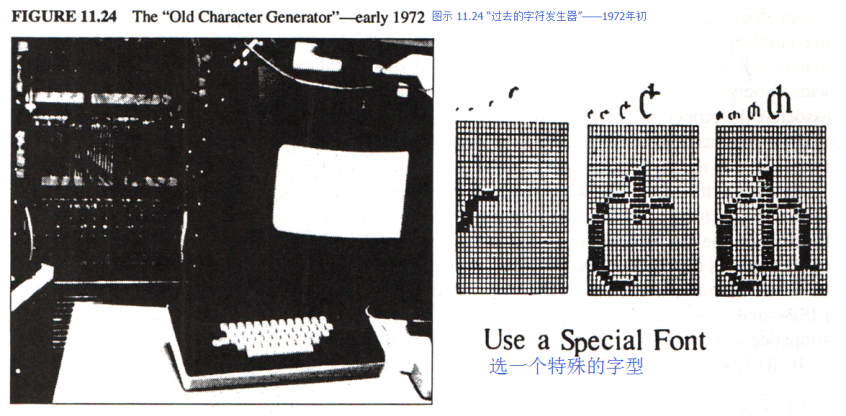 FIGURE 11.24 The “Old Character Generator”—early 1972 图示 11.24 “过去的字符发生器”——1972年初
Use a Special Font
选一个特殊的字型